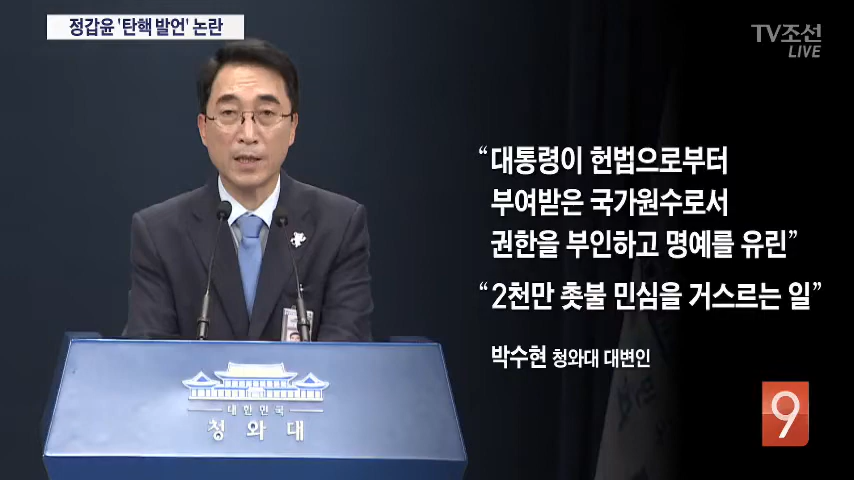 정갑윤 '탄핵 발언' 논란
TV조선
LIVE
“대통령이 헌법으로부터
부여받은 국가원수로서
권한을 부인하고 명예를 유린”
“2천만 촛불 민심을 거스르는 일”
박수현 청와대 대변인
대한민국
청와대
9